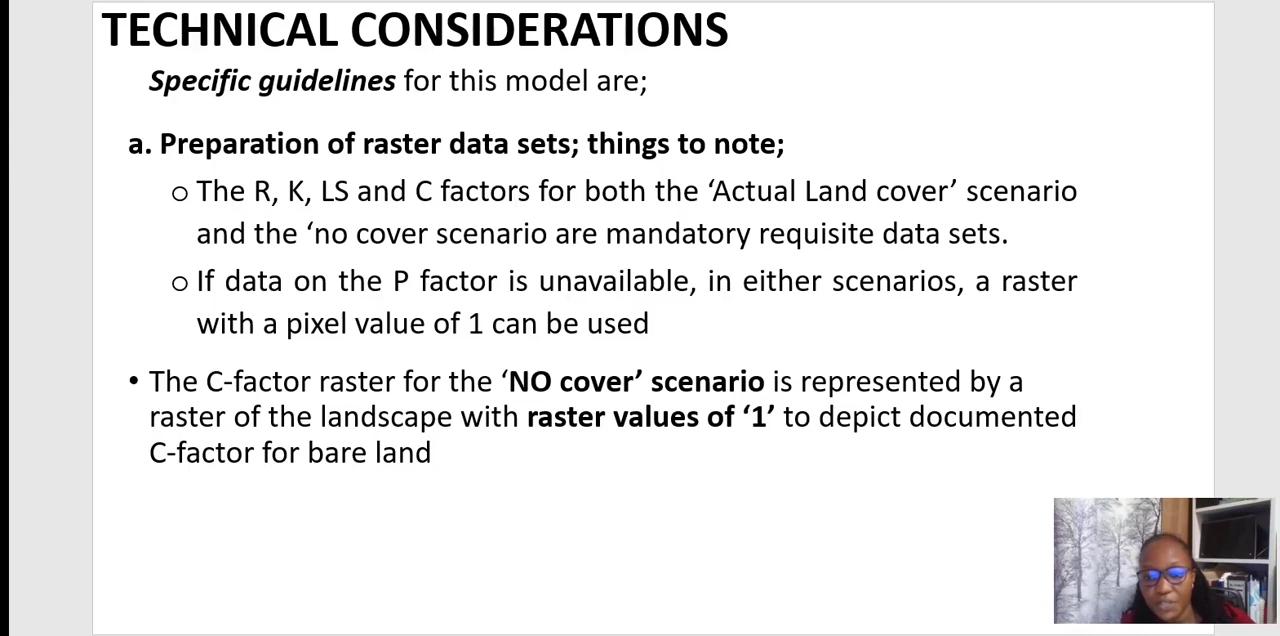 TECHNICAL CONSIDERATIONS
Specific guidelines for this model are;
a. Preparation of raster data sets; things to note;
o The R, K, LS and C factors for both the ‘Actual Land cover’ scenario
and the ‘no cover scenario are mandatory requisite data sets.
o If data on the P factor is unavailable, in either scenarios, a raster
with a pixel value of 1 can be used
• The C-factor raster for the ‘NO cover’ scenario is represented by a
raster of the landscape with raster values of ‘1’ to depict documented
C-factor for bare land